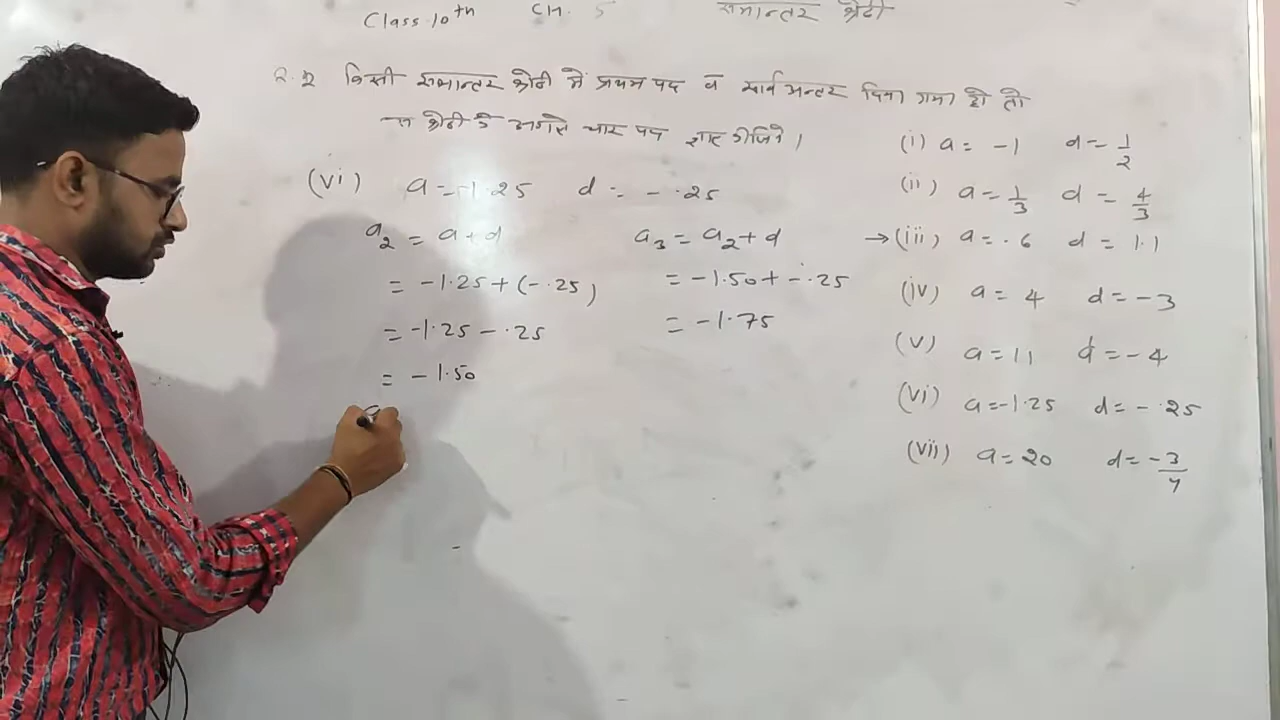 Class 10th CH. 5 समान्तर श्रेढी
Q. 2 किसी समान्तर श्रेढी में प्रथम पद व सार्व अन्तर दिया गया हो तो
श्रेढी के अगले चार पद ज्ञात कीजिये।
(vi) a = -1.25 d = - .25
a₂ = a + d
= -1.25 + (- .25)
= -1.25 - .25
= -1.50
a₃ = a₂ + d
= -1.50 + - .25
= -1.75
(i) a = -1 d = 1/2
(ii) a = 1/3 d = 4/3
→ (iii) a = .6 d = 1.1
(iv) a = 4 d = -3
(v) a = 11 d = -4
(vi) a = -1.25 d = - .25
(vii) a = 20 d = -3/4